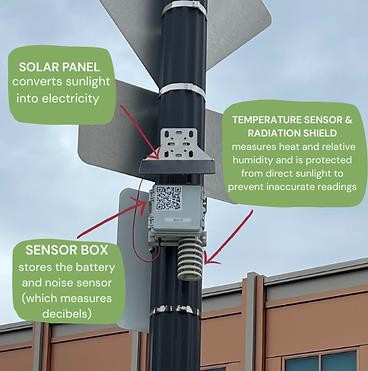 SOLAR PANEL
converts sunlight
into electricity
TEMPERATURE SENSOR &
RADIATION SHIELD
measures heat and relative
humidity and is protected
from direct sunlight to
prevent inaccurate readings
SENSOR BOX
stores the battery
and noise sensor
(which measures
decibels)